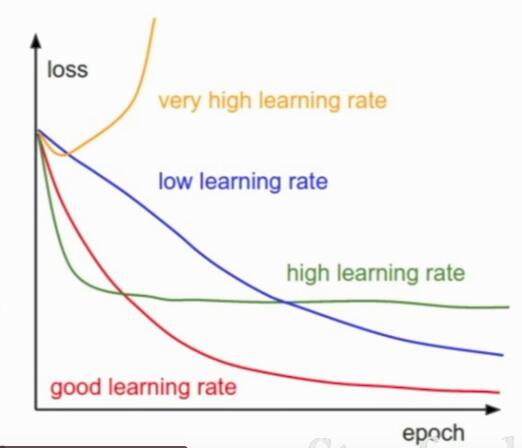 loss
very high learning rate
low learning rate
high learning rate
good learning rate
epoch